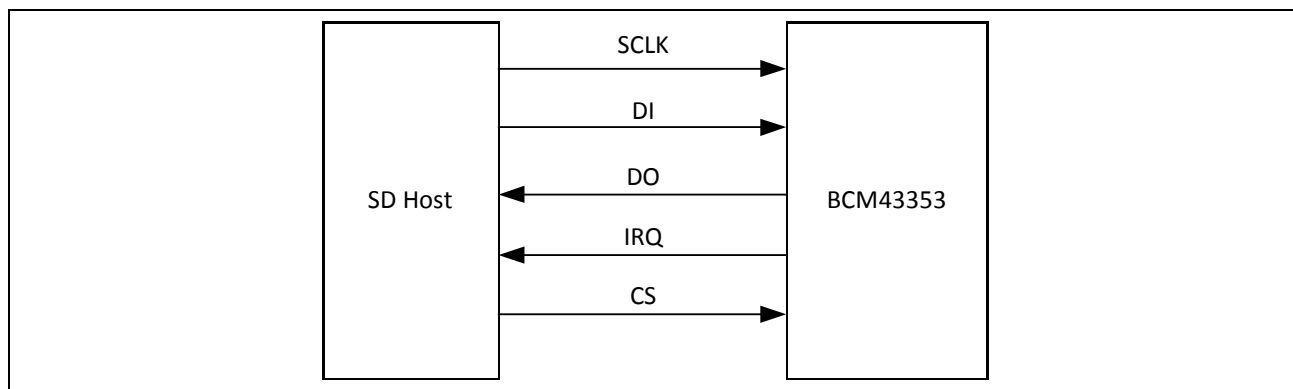 SCLK
DI
DO
SD Host
BCM43353
IRQ
CS